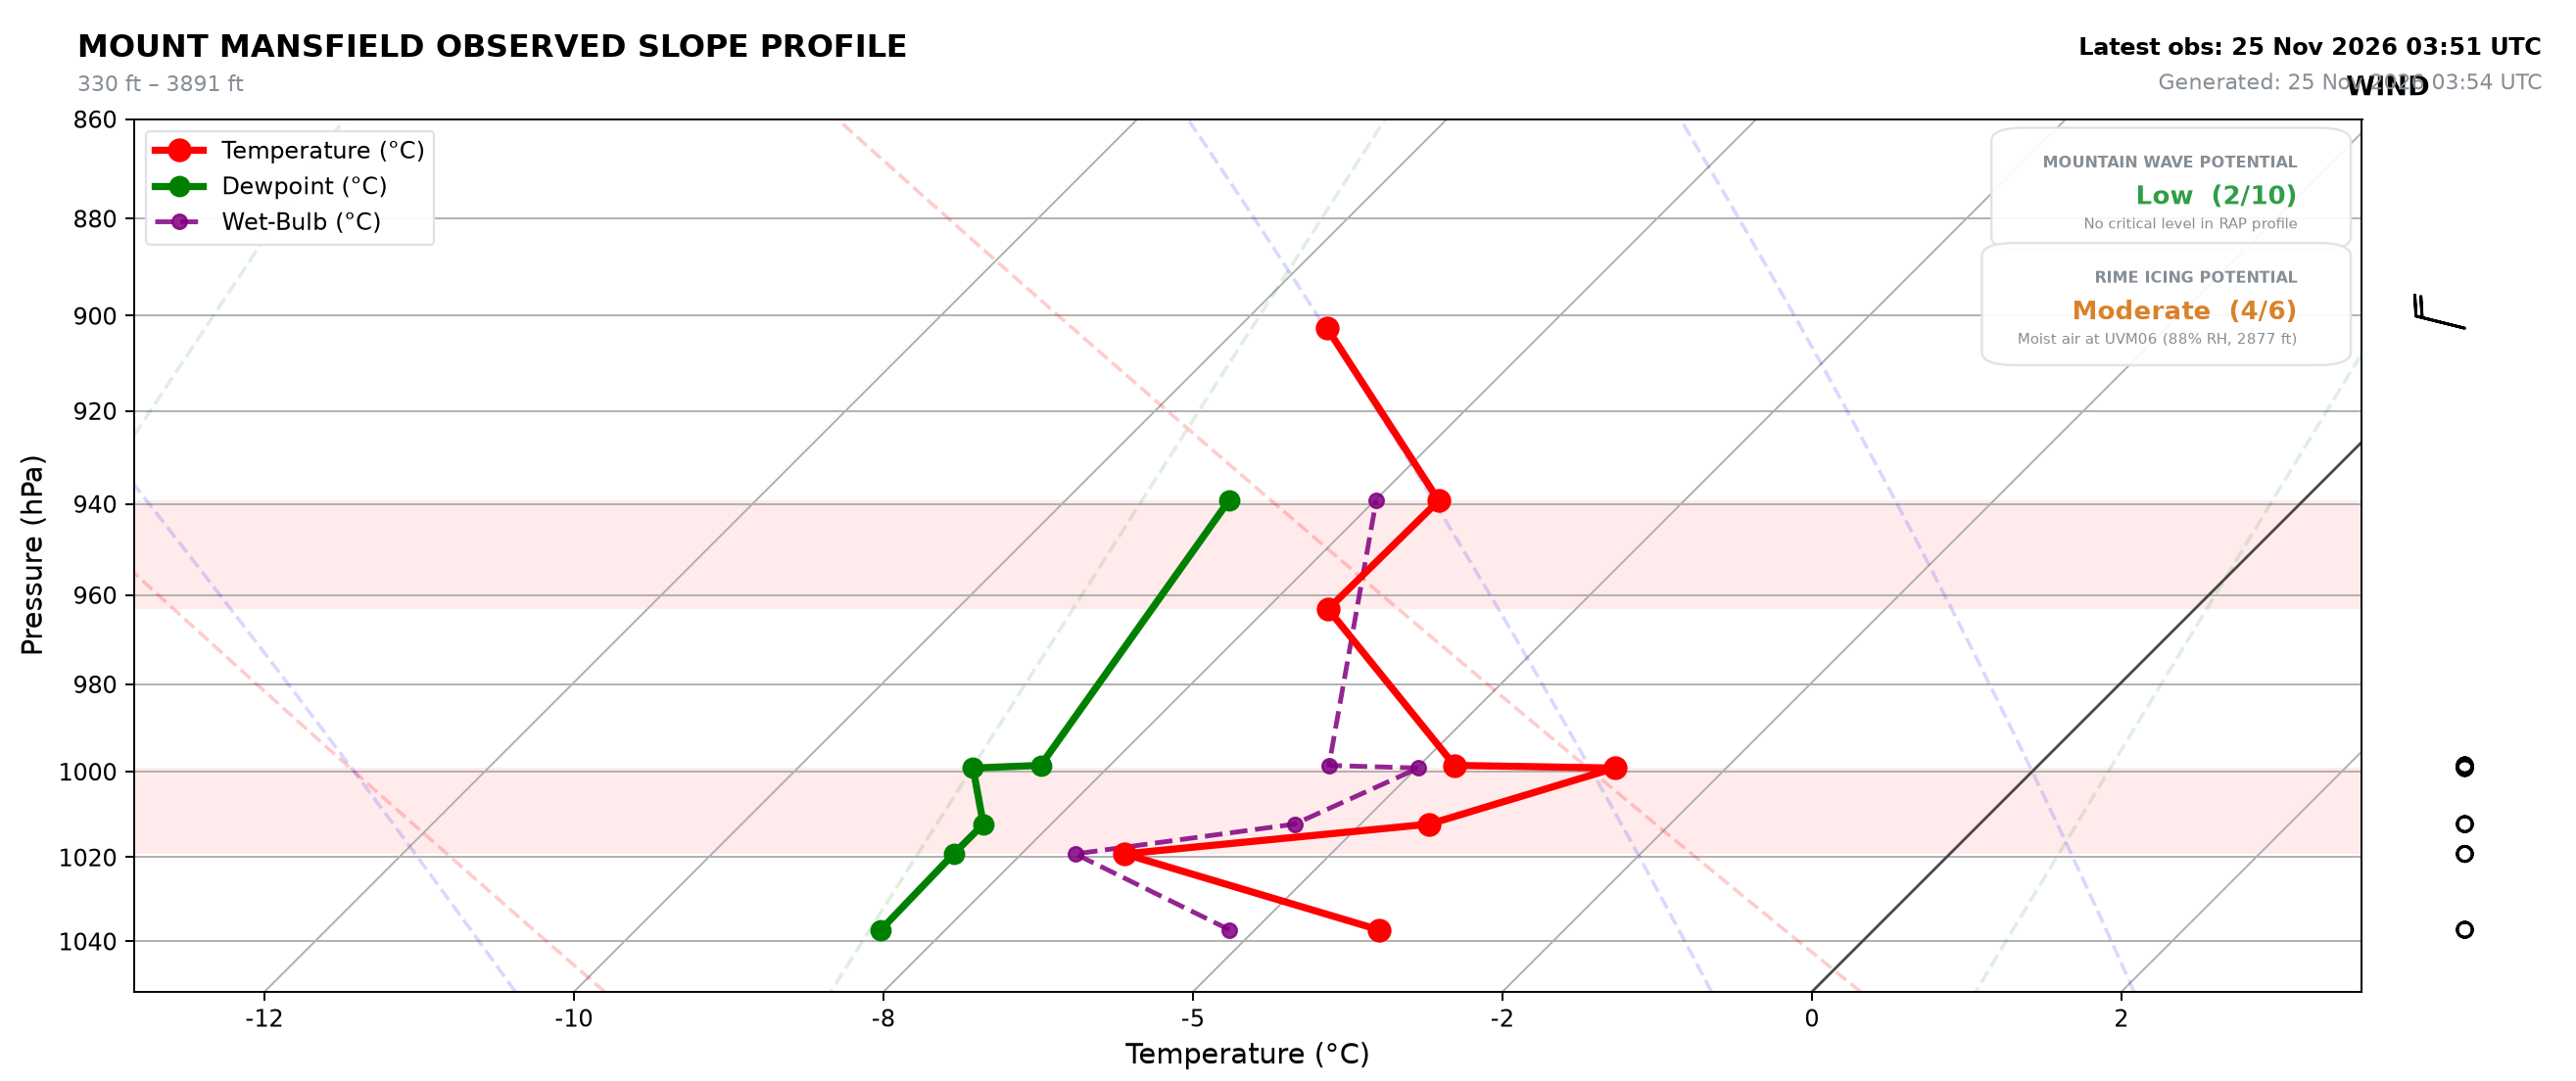 MOUNT MANSFIELD OBSERVED SLOPE PROFILE
330 ft – 3891 ft
Latest obs: 25 Nov 2026 03:51 UTC
Generated: 25 Nov 2026 03:54 UTC
WIND
Temperature (°C)
Dewpoint (°C)
Wet-Bulb (°C)
MOUNTAIN WAVE POTENTIAL
Low (2/10)
No critical level in RAP profile
RIME ICING POTENTIAL
Moderate (4/6)
Moist air at UVM06 (88% RH, 2877 ft)
Pressure (hPa)
860
880
900
920
940
960
980
1000
1020
1040
-12
-10
-8
-5
-2
0
2
Temperature (°C)